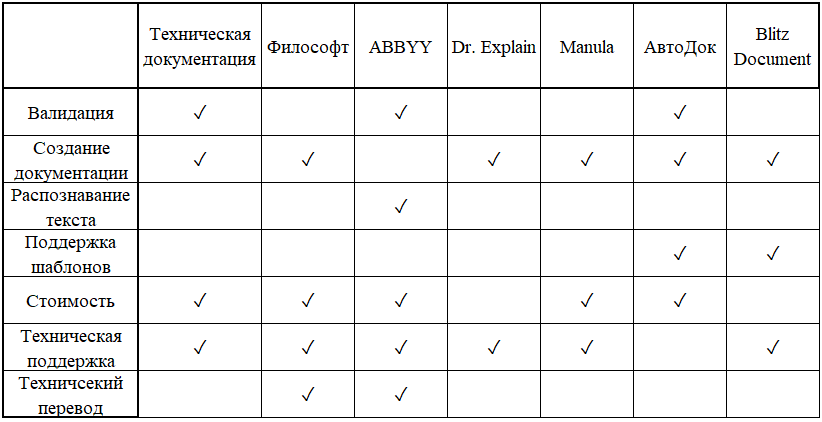 Техническая
документация
Философт
ABBYY
Dr. Explain
Manula
АвтоДок
Blitz
Document
Валидация
✓ ✓ ✓
Создание
документации
✓ ✓ ✓ ✓ ✓ ✓
Распознавание
текста
✓
Поддержка
шаблонов
✓ ✓
Стоимость
✓ ✓ ✓ ✓ ✓
Техническая
поддержка
✓ ✓ ✓ ✓ ✓ ✓
Техничсекий
перевод
✓ ✓